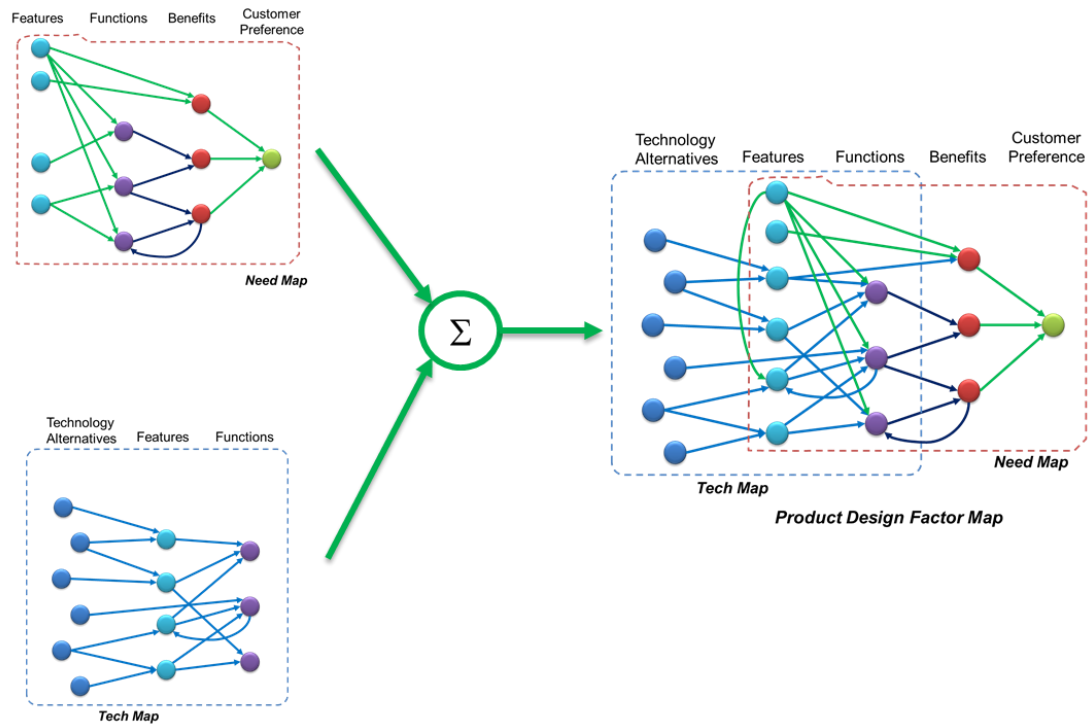 Features
Functions
Benefits
Customer
Preference
Need Map
Σ
Technology
Alternatives
Features
Functions
Tech Map
Technology
Alternatives
Features
Functions
Benefits
Customer
Preference
Need Map
Tech Map
Product Design Factor Map